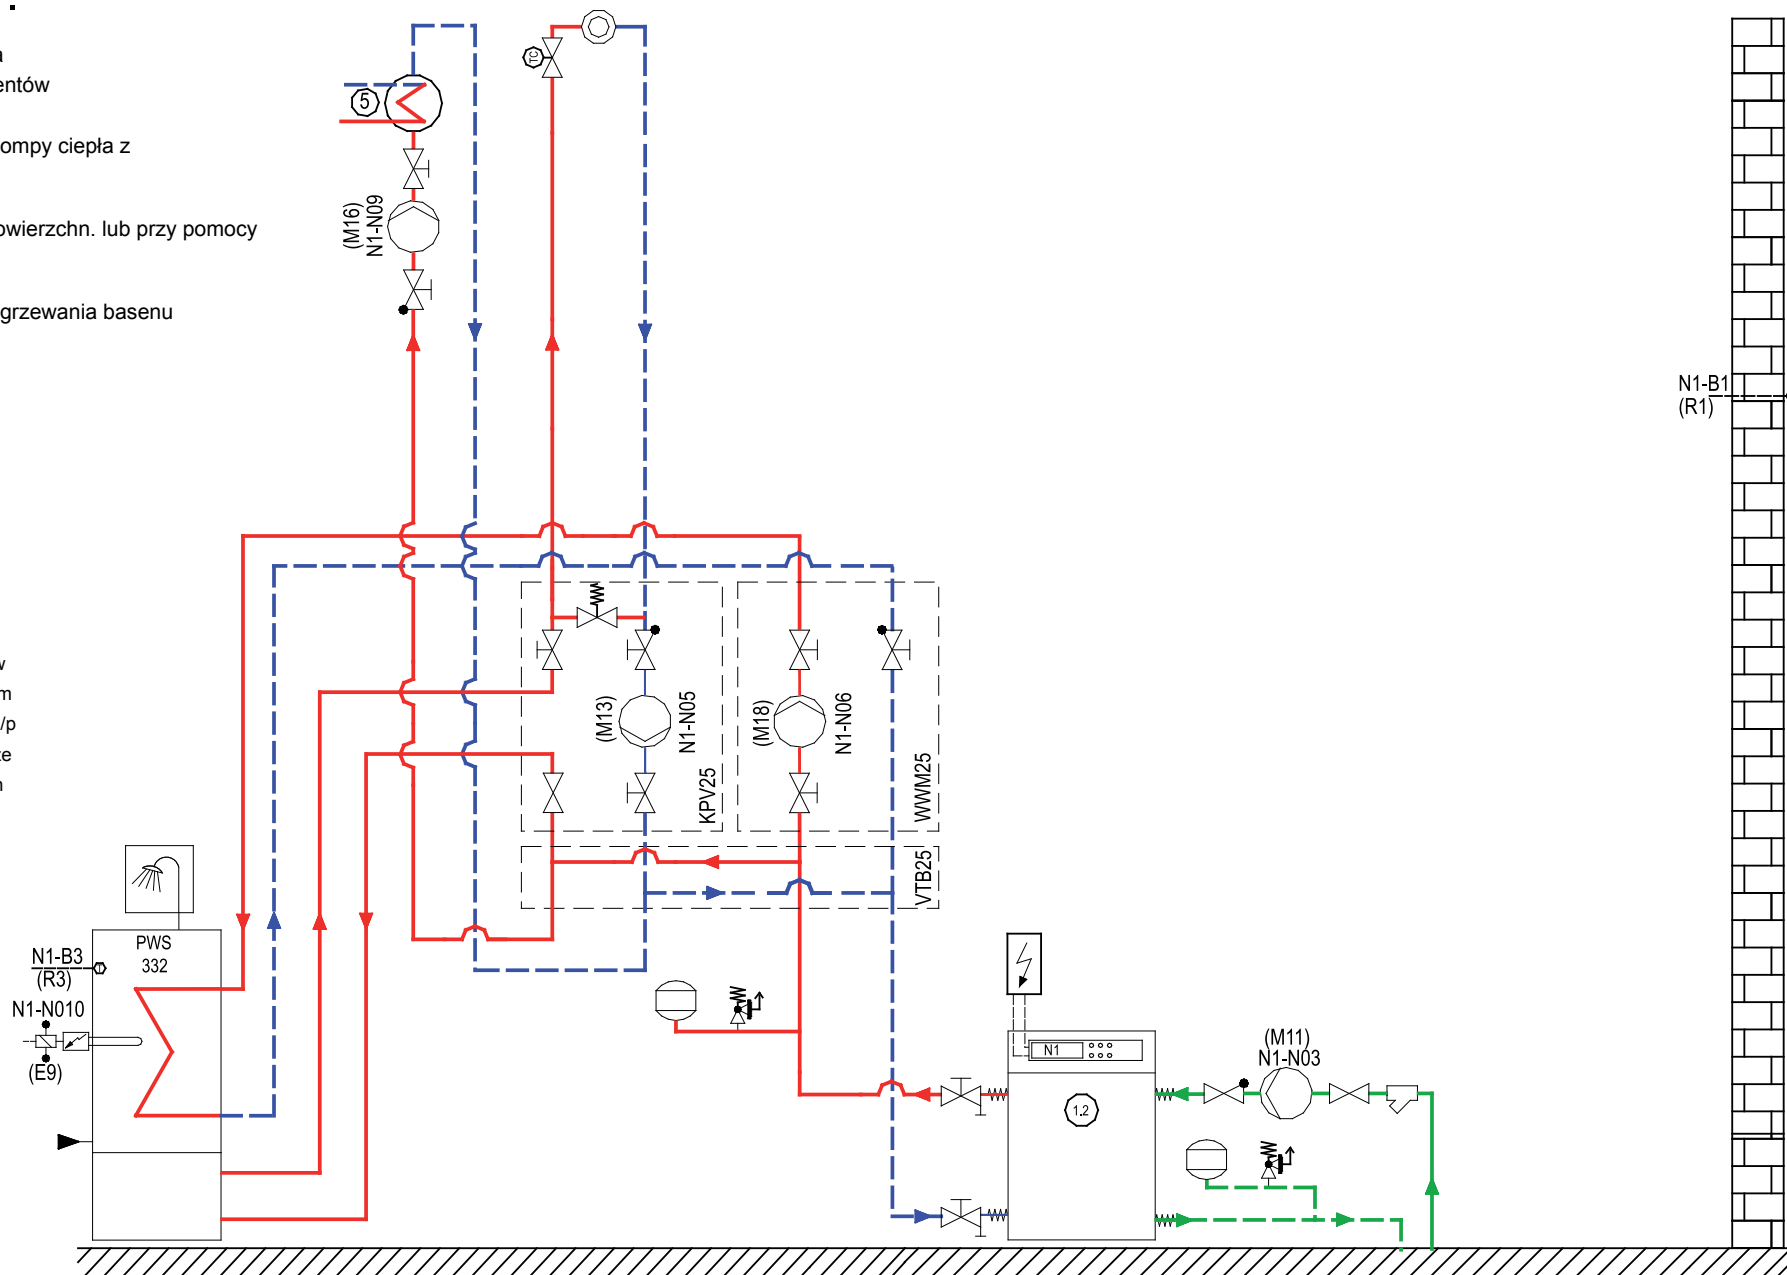 entów
ompy ciepła z
owierzchn. lub przy pomocy
grzewania basenu
w
m
/p
te
n
5
TC
(M16)
N1-N09
N1-B1
(R1)
(M13)
N1-N05
KPV25
(M18)
N1-N06
WWM25
VTB25
PWS
332
N1-B3
(R3)
T
N1-N010
(E9)
N1
1.2
(M11)
N1-N03